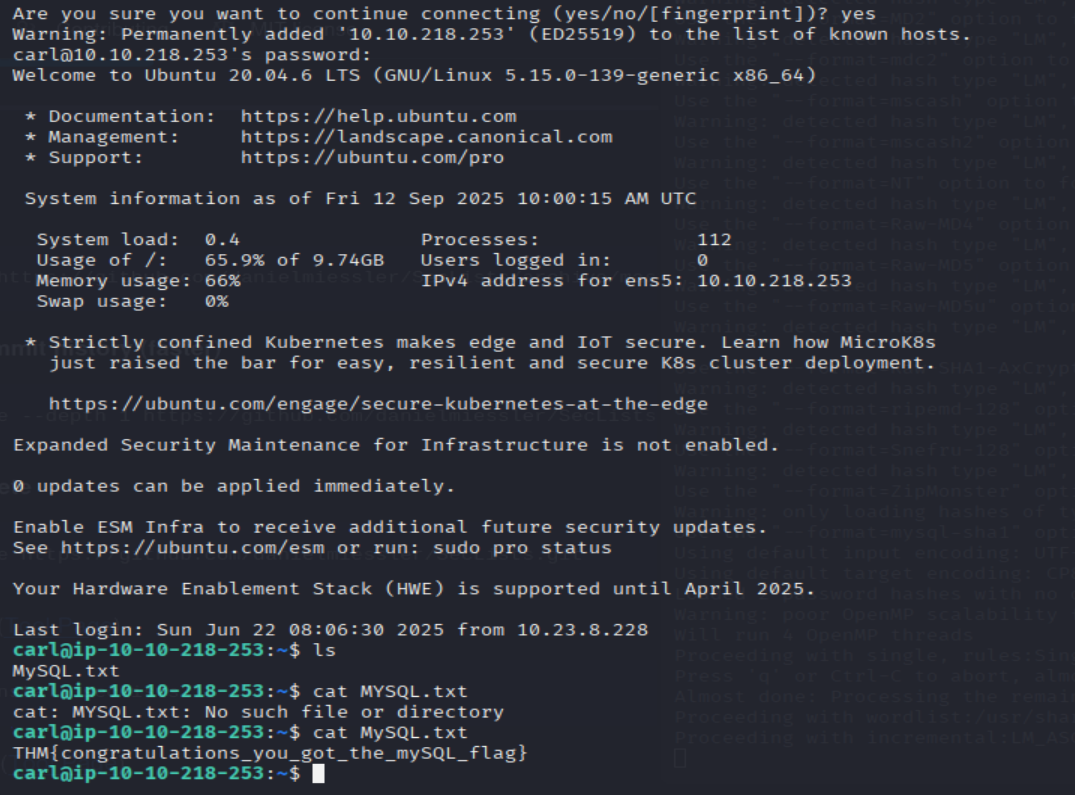 Are you sure you want to continue connecting (yes/no/[fingerprint])? yes
Warning: Permanently added '10.10.218.253' (ED25519) to the list of known hosts.
carl@10.10.218.253's password:
Welcome to Ubuntu 20.04.6 LTS (GNU/Linux 5.15.0-139-generic x86_64)
* Documentation:  https://help.ubuntu.com
* Management:     https://landscape.canonical.com
* Support:        https://ubuntu.com/pro
System information as of Fri 12 Sep 2025 10:00:15 AM UTC
System load:  0.4                Processes:             112
Usage of /:   65.9% of 9.74GB   Users logged in:       0
Memory usage: 66%                IPv4 address for ens5: 10.10.218.253
Swap usage:   0%
* Strictly confined Kubernetes makes edge and IoT secure. Learn how MicroK8s
just raised the bar for easy, resilient and secure K8s cluster deployment.
https://ubuntu.com/engage/secure-kubernetes-at-the-edge
Expanded Security Maintenance for Infrastructure is not enabled.
0 updates can be applied immediately.
Enable ESM Infra to receive additional future security updates.
See https://ubuntu.com/esm or run: sudo pro status
Your Hardware Enablement Stack (HWE) is supported until April 2025.
Last login: Sun Jun 22 08:06:30 2025 from 10.23.8.228
carl@ip-10-10-218-253:~$ ls
MySQL.txt
carl@ip-10-10-218-253:~$ cat MYSQL.txt
cat: MYSQL.txt: No such file or directory
carl@ip-10-10-218-253:~$ cat MySQL.txt
THM{congratulations_you_got_the_mySQL_flag}
carl@ip-10-10-218-253:~$